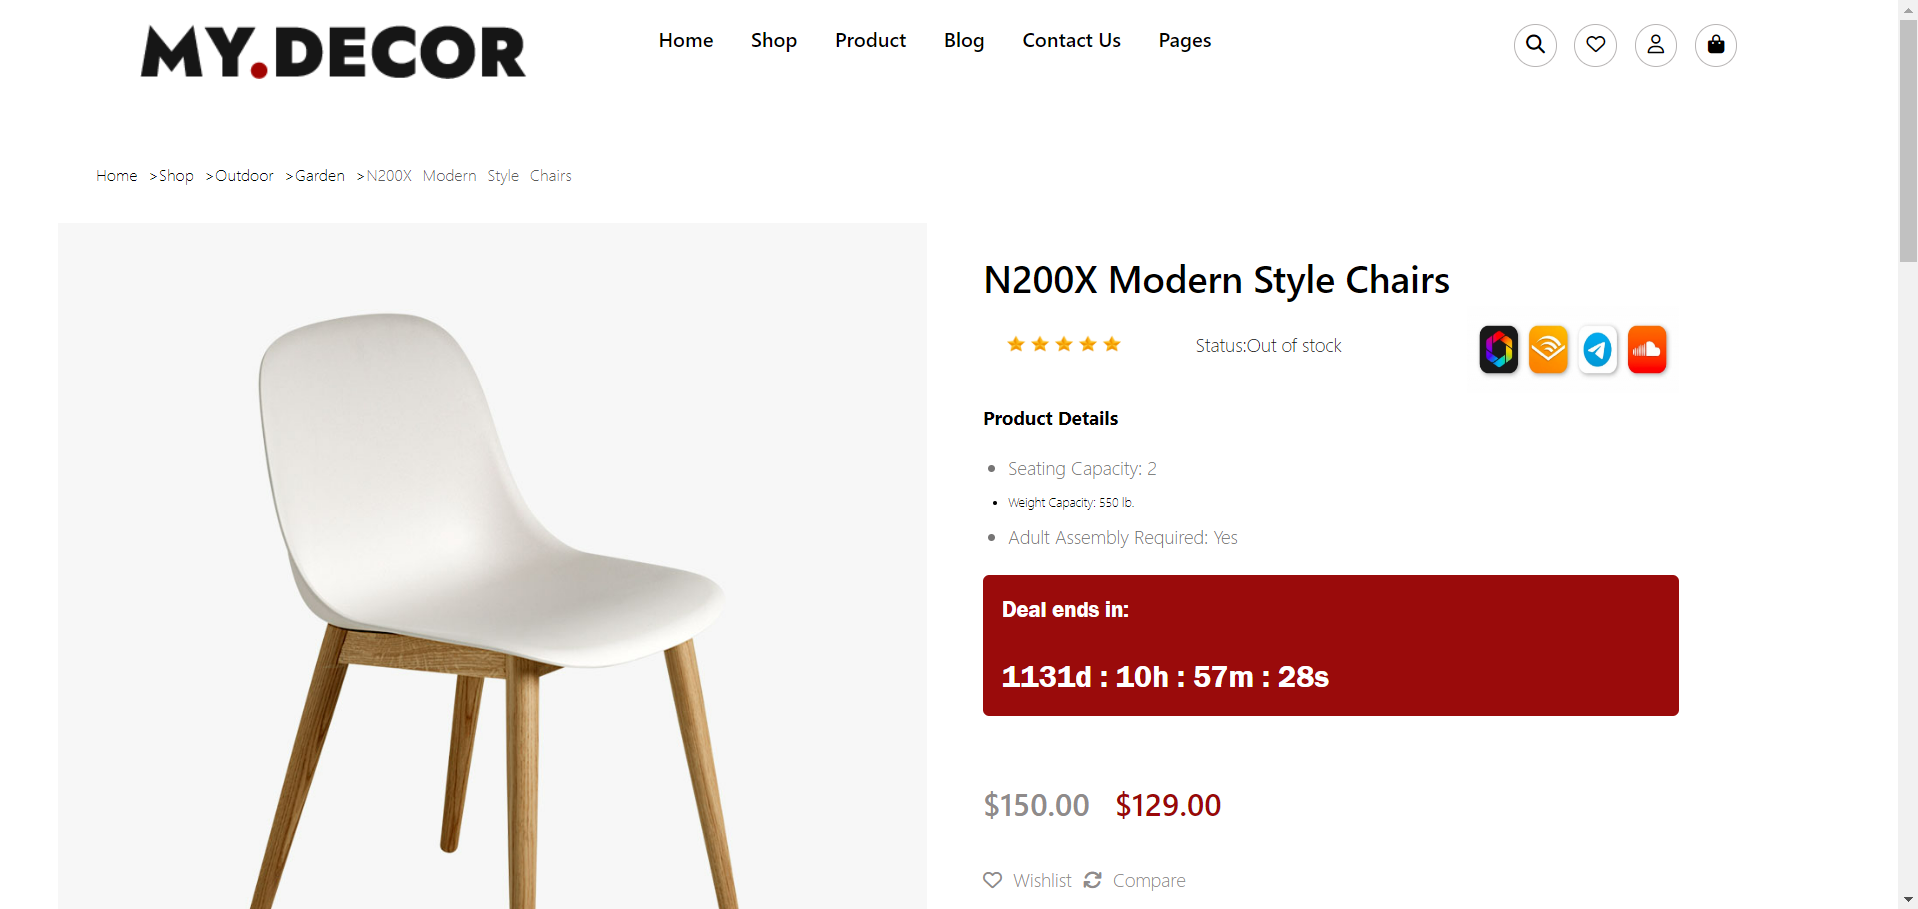 MY.DECOR
Home Shop Product Blog Contact Us Pages
Home >Shop >Outdoor >Garden >N200X Modern Style Chairs
N200X Modern Style Chairs
Status:Out of stock
Product Details
Seating Capacity: 2
Weight Capacity: 550 lb.
Adult Assembly Required: Yes
Deal ends in:
1131d : 10h : 57m : 28s
$150.00 $129.00
Wishlist Compare